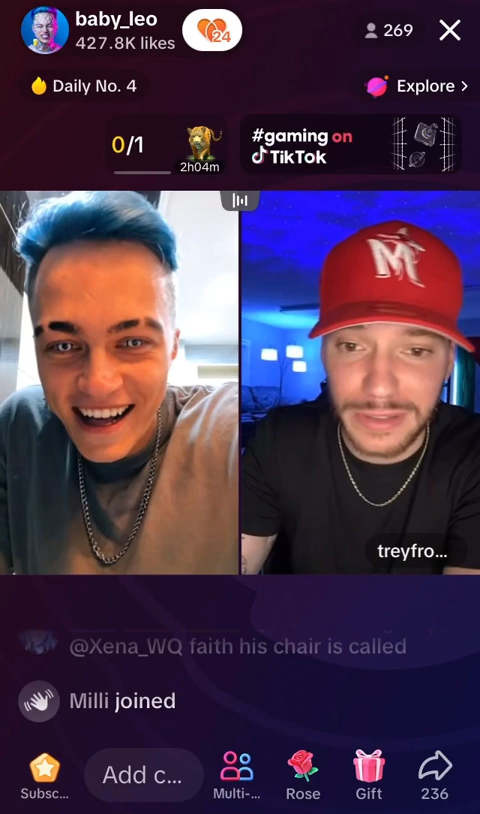 baby_leo
427.8K likes
24
269
Daily No. 4
Explore >
0/1
2h04m
#gaming on
TikTok
M
treyfro...
@Xena_WQ faith his chair is called
Milli joined
Subsc...
Add c...
Multi-...
Rose
Gift
236